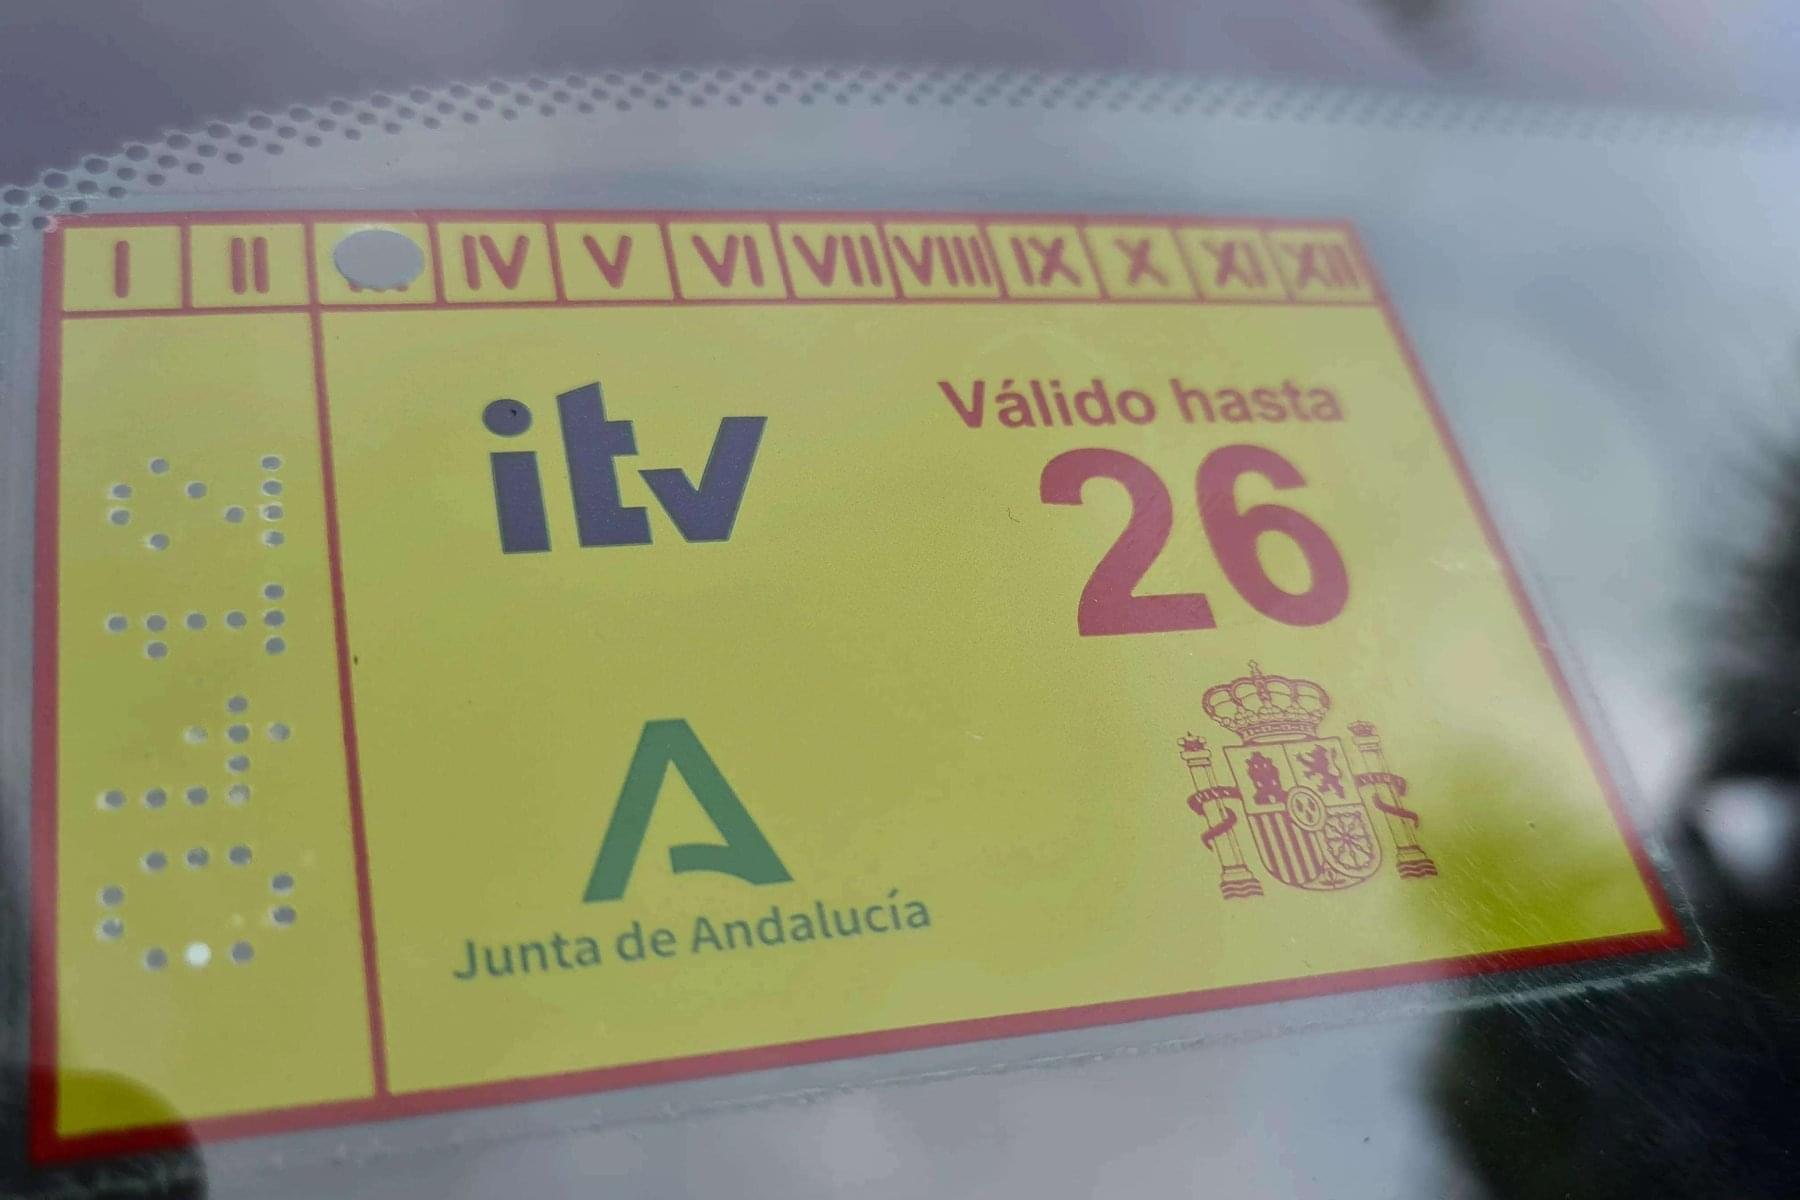 I II IV V VI VII VIII IX X XI XII
itv
Válido hasta
26
Junta de Andalucía